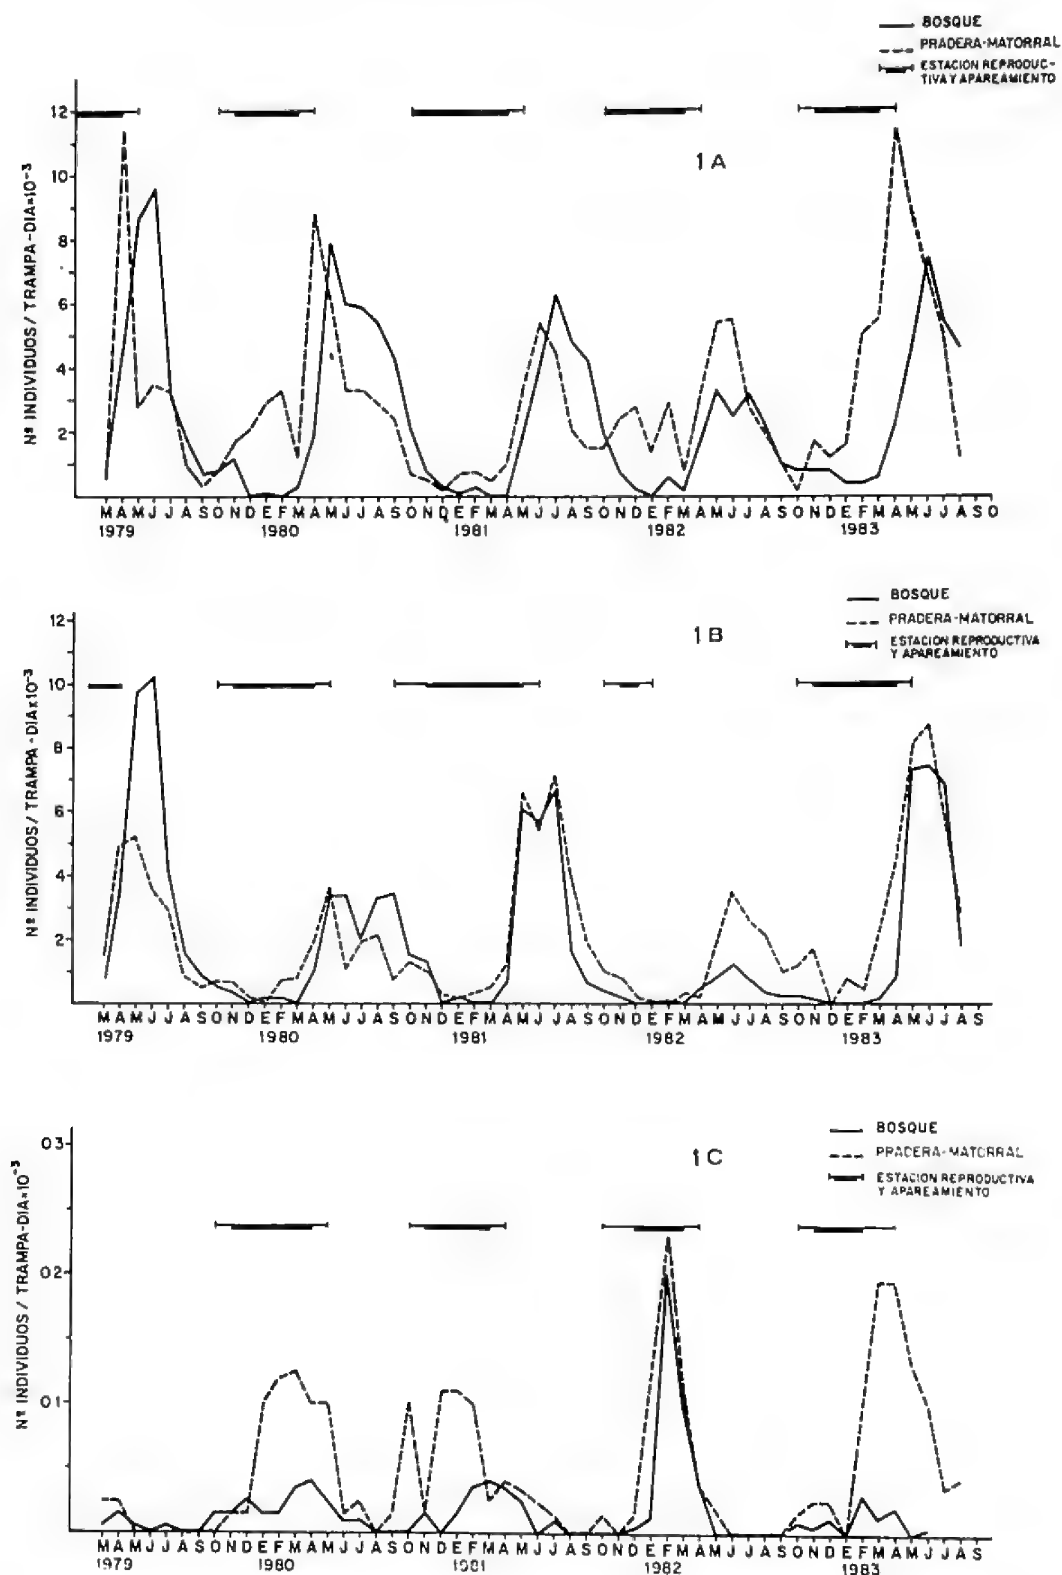 BOSQUE
PRADERA-MATORRAL
ESTACION REPRODUC-
TIVA Y APAREAMIENTO
1A
Nº INDIVIDUOS / TRAMPA-DIA×10⁻³
12
10
8
6
4
2
M A M J J A S O N D E F M A M J J A S O N D E F M A M J J A S O N D E F M A M J J A S O N D E F M A M J J A S O
1979 1980 1981 1982 1983
BOSQUE
PRADERA-MATORRAL
ESTACION REPRODUCTIVA
Y APAREAMIENTO
1B
Nº INDIVIDUOS / TRAMPA-DIA×10⁻³
12
10
8
6
4
2
M A M J J A S O N D E F M A M J J A S O N D E F M A M J J A S O N D E F M A M J J A S O N D E F M A M J J A S
1979 1980 1981 1982 1983
BOSQUE
PRADERA-MATORRAL
ESTACION REPRODUCTIVA
Y APAREAMIENTO
1C
Nº INDIVIDUOS / TRAMPA-DIA×10⁻³
03
02
01
M A M J J A S O N D E F M A M J J A S O N D E F M A M J J A S O N D E F M A M J J A S O N D E F M A M J J A S
1979 1980 1981 1982 1983